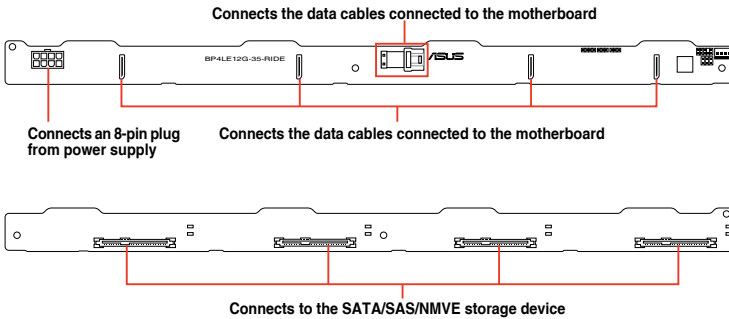 Connects the data cables connected to the motherboard
BP4LE12G-35-RIDE
ASUS
Connects an 8-pin plug
from power supply
Connects the data cables connected to the motherboard
Connects to the SATA/SAS/NMVE storage device